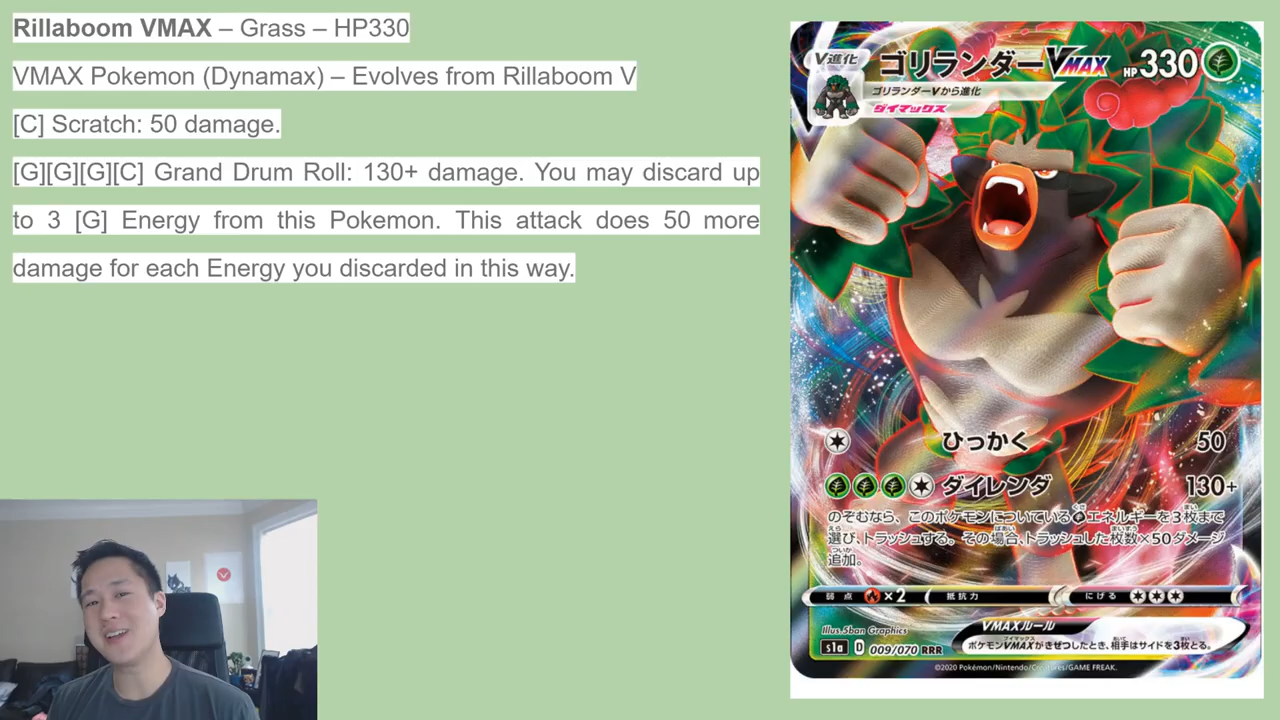 Rillaboom VMAX – Grass – HP330
VMAX Pokemon (Dynamax) – Evolves from Rillaboom V
[C] Scratch: 50 damage.
[G][G][G][C] Grand Drum Roll: 130+ damage. You may discard up
to 3 [G] Energy from this Pokemon. This attack does 50 more
damage for each Energy you discarded in this way.
V進化
ゴリランダーVMAX HP330
ゴリランダーVから進化
ダイマックス
ひっかく 50
ダイレンダ 130+
のぞむなら、このポケモンについているエネルギーを3枚まで
選び、トラッシュする。その場合、トラッシュした枚数×50ダメージ
追加。
弱点 ×2 抵抗力 にげる
Illus.5ban Graphics
VMAXルール
s1a D 009/070 RRR
ポケモンVMAXがきぜつしたとき、相手はサイドを3枚とる。
©2020 Pokémon/Nintendo/Creatures/GAME FREAK.